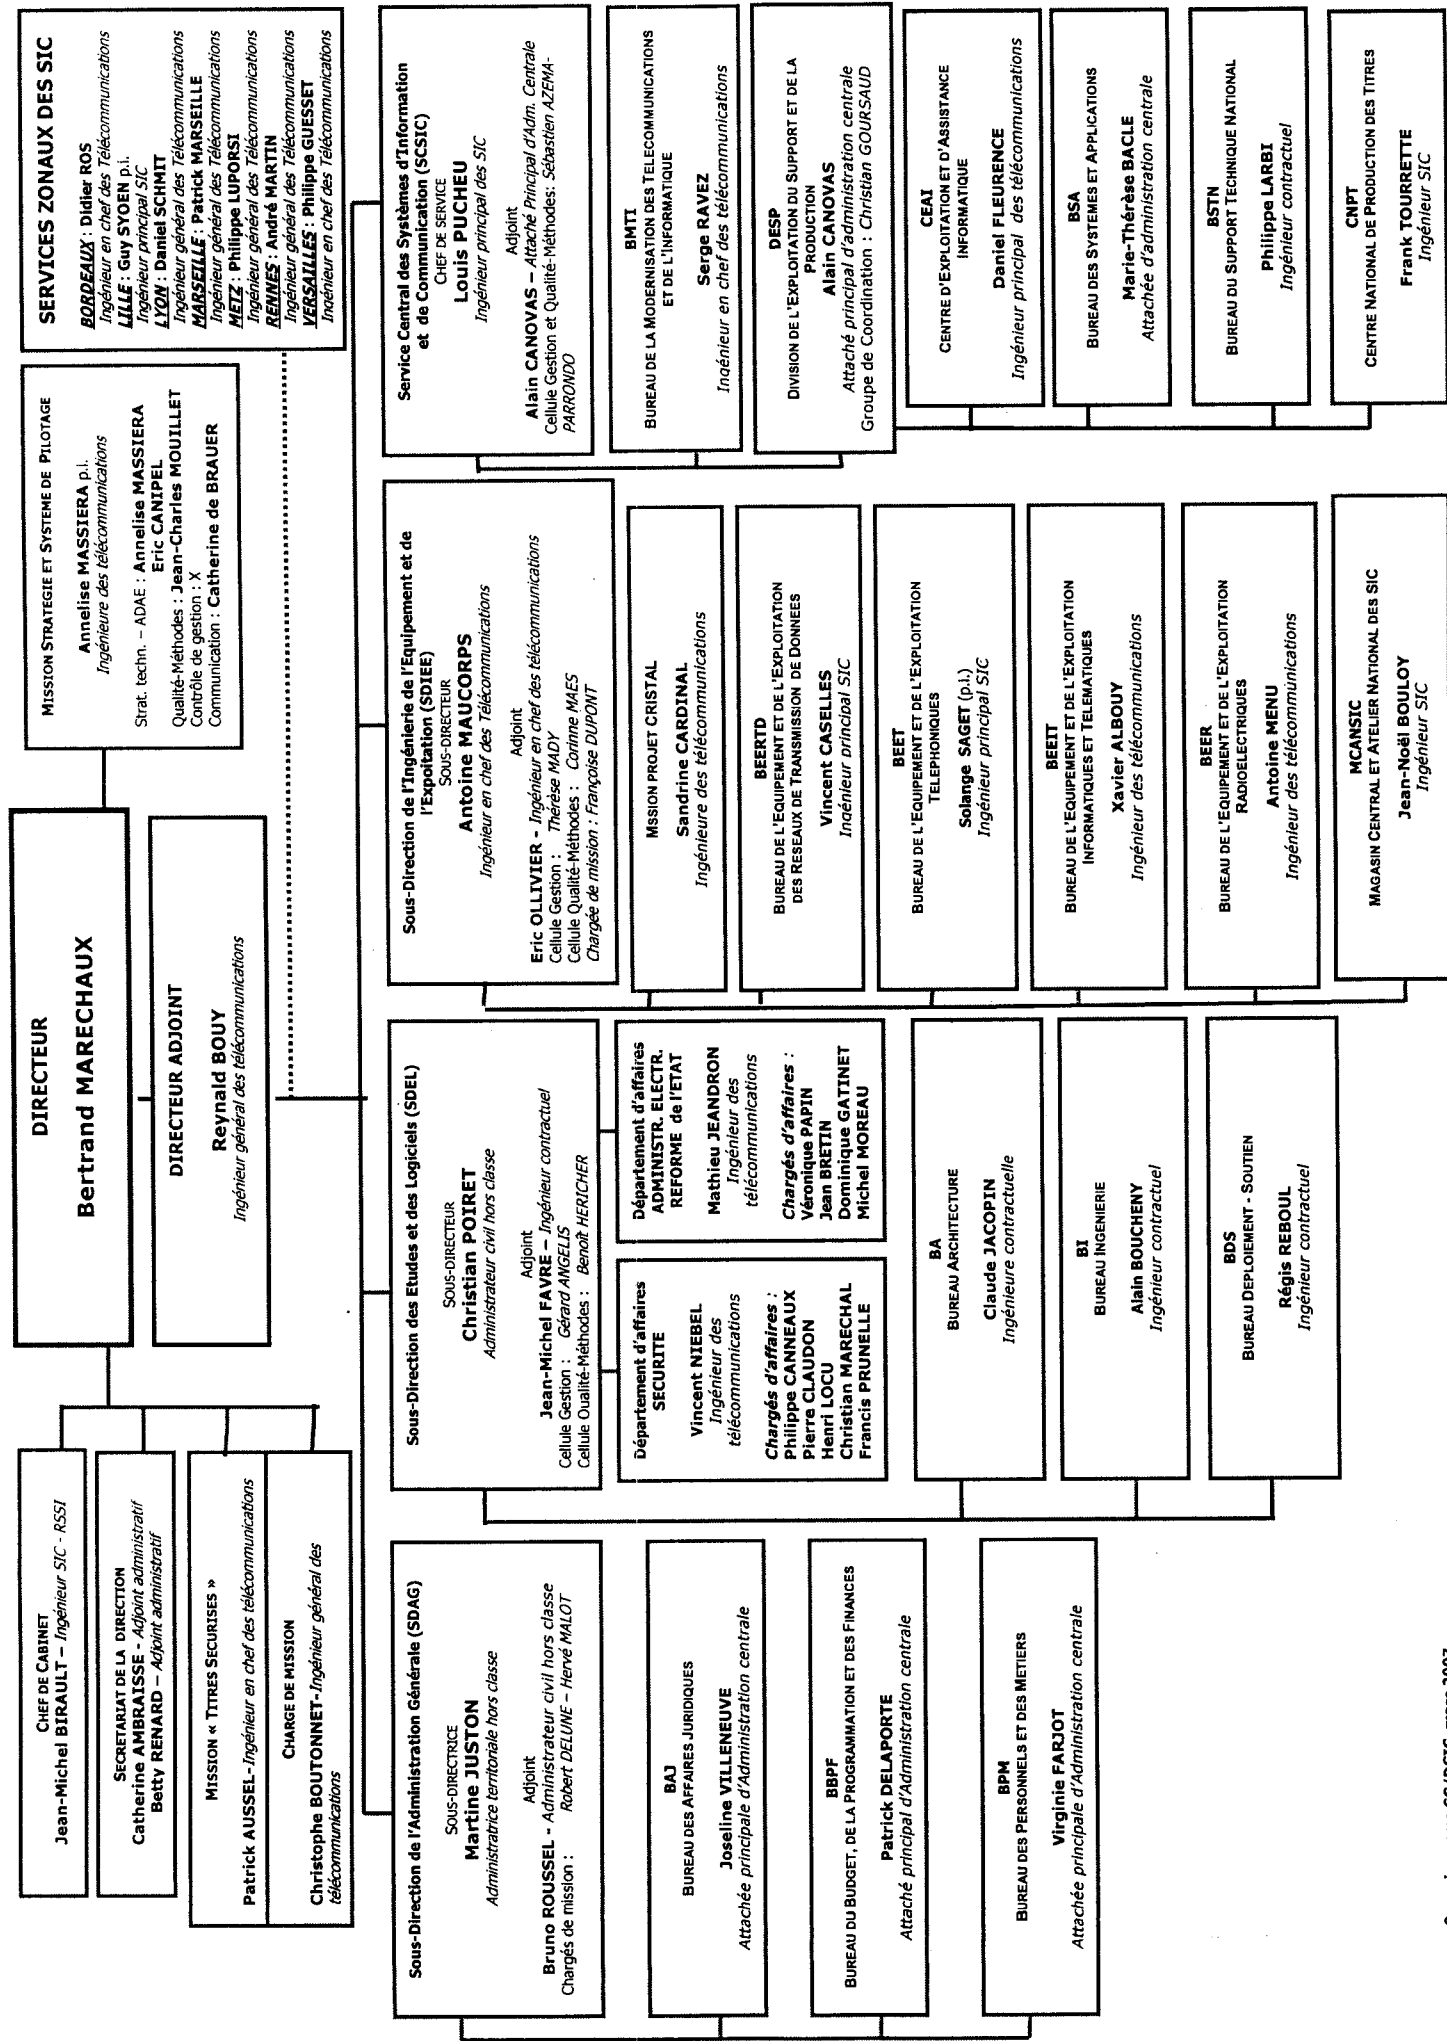 CHEF DE CABINET
Jean-Michel BIRAULT – Ingénieur SIC - RSSI
SECRETARIAT DE LA DIRECTION
Catherine AMBRAISSE - Adjoint administratif
Betty RENARD – Adjoint administratif
MISSION « TITRES SECURISES »
Patrick AUSSEL-Ingénieur en chef des télécommunications
CHARGE DE MISSION
Christophe BOUTONNET-Ingénieur général des
télécommunications
DIRECTEUR
Bertrand MARECHAUX
DIRECTEUR ADJOINT
Reynald BOUY
Ingénieur général des télécommunications
MISSION STRATEGIE ET SYSTEME DE PILOTAGE
Annelise MASSIERA p.i.
Ingénieure des télécommunications
Strat. techn. – ADAE : Annelise MASSIERA
Eric CANIPEL
Qualité-Méthodes : Jean-Charles MOUILLET
Contrôle de gestion : X
Communication : Catherine de BRAUER
SERVICES ZONAUX DES SIC
BORDEAUX : Didier ROS
Ingénieur en chef des Télécommunications
LILLE : Guy SYOEN p.i.
Ingénieur principal SIC
LYON : Daniel SCHMIT
Ingénieur général des Télécommunications
MARSEILLE : Patrick MARSEILLE
Ingénieur général des Télécommunications
METZ : Philippe LUPORSI
Ingénieur général des Télécommunications
RENNES : André MARTIN
Ingénieur général des Télécommunications
VERSAILLES : Philippe GUESSET
Ingénieur en chef des Télécommunications
Sous-Direction de l'Administration Générale (SDAG)
SOUS-DIRECTRICE
Martine JUSTON
Administratrice territoriale hors classe
Adjoint
Bruno ROUSSEL - Administrateur civil hors classe
Chargés de mission : Robert DELUNE – Hervé MALOT
BAJ
BUREAU DES AFFAIRES JURIDIQUES
Joseline VILLENEUVE
Attachée principale d'Administration centrale
BBPF
BUREAU DU BUDGET, DE LA PROGRAMMATION ET DES FINANCES
Patrick DELAPORTE
Attaché principal d'Administration centrale
BPM
BUREAU DES PERSONNELS ET DES METIERS
Virginie FARJOT
Attachée principale d'Administration centrale
Sous-Direction des Etudes et des Logiciels (SDEL)
SOUS-DIRECTEUR
Christian POIRET
Administrateur civil hors classe
Adjoint
Jean-Michel FAVRE – Ingénieur contractuel
Cellule Gestion : Gérard ANGELIS
Cellule Qualité-Méthodes : Benoît HERICHER
Département d'affaires
SECURITE
Vincent NIEBEL
Ingénieur des
télécommunications
Chargés d'affaires :
Philippe CANNEAUX
Pierre CLAUDON
Henri LOCU
Christian MARECHAL
Francis PRUNELLE
Département d'affaires
ADMINISTR. ELECTR.
REFORME de l'ETAT
Mathieu JEANDRON
Ingénieur des
télécommunications
Chargés d'affaires :
Véronique PAPIN
Jean BRETIN
Dominique GATINET
Michel MOREAU
BA
BUREAU ARCHITECTURE
Claude JACOPIN
Ingénieure contractuelle
BI
BUREAU INGENIERIE
Alain BOUCHENY
Ingénieur contractuel
BDS
BUREAU DEPLOIEMENT - SOUTIEN
Régis REBOUL
Ingénieur contractuel
Sous-Direction de l'Ingénierie de l'Equipement et de
l'Expoitation (SDIEE)
SOUS-DIRECTEUR
Antoine MAUCORPS
Ingénieur en chef des Télécommunications
Adjoint
Eric OLLIVIER - Ingénieur en chef des télécommunications
Cellule Gestion : Thérèse MADY
Cellule Qualité-Méthodes : Corinne MAES
Chargée de mission : Françoise DUPONT
MSSION PROJET CRISTAL
Sandrine CARDINAL
Ingénieure des télécommunications
BEERTD
BUREAU DE L'EQUIPEMENT ET DE L'EXPLOITATION
DES RESEAUX DE TRANSMISSION DE DONNEES
Vincent CASELLES
Ingénieur principal SIC
BEET
BUREAU DE L'EQUIPEMENT ET DE L'EXPLOITATION
TELEPHONIQUES
Solange SAGET (p.i.)
Ingénieur principal SIC
BEEIT
BUREAU DE L'EQUIPEMENT ET DE L'EXPLOITATION
INFORMATIQUES ET TELEMATIQUES
Xavier ALBOUY
Ingénieur des télécommunications
BEER
BUREAU DE L'EQUIPEMENT ET DE L'EXPLOITATION
RADIOELECTRIQUES
Antoine MENU
Ingénieur des télécommunications
MCANSIC
MAGASIN CENTRAL ET ATELIER NATIONAL DES SIC
Jean-Noël BOULOY
Ingénieur SIC
Service Central des Systèmes d'Information
et de Communication (SCSIC)
CHEF DE SERVICE
Louis PUCHEU
Ingénieur principal des SIC
Adjoint
Alain CANOVAS – Attaché Principal d'Adm. Centrale
Cellule Gestion et Qualité-Méthodes: Sébastien AZEMA-
PARRONDO
BMTI
BUREAU DE LA MODERNISATION DES TELECOMMUNICATIONS
ET DE L'INFORMATIQUE
Serge RAVEZ
Ingénieur en chef des télécommunications
DESP
DIVISION DE L'EXPLOITATION DU SUPPORT ET DE LA
PRODUCTION
Alain CANOVAS
Attaché principal d'administration centrale
Groupe de Coordination : Christian GOURSAUD
CEAI
CENTRE D'EXPLOITATION ET D'ASSISTANCE
INFORMATIQUE
Daniel FLEURENCE
Ingénieur principal des télécommunications
BSA
BUREAU DES SYSTEMES ET APPLICATIONS
Marie-Thérèse BACLE
Attachée d'administration centrale
BSTN
BUREAU DU SUPPORT TECHNIQUE NATIONAL
Philippe LARBI
Ingénieur contractuel
CNPT
CENTRE NATIONAL DE PRODUCTION DES TITRES
Frank TOURRETTE
Ingénieur SIC